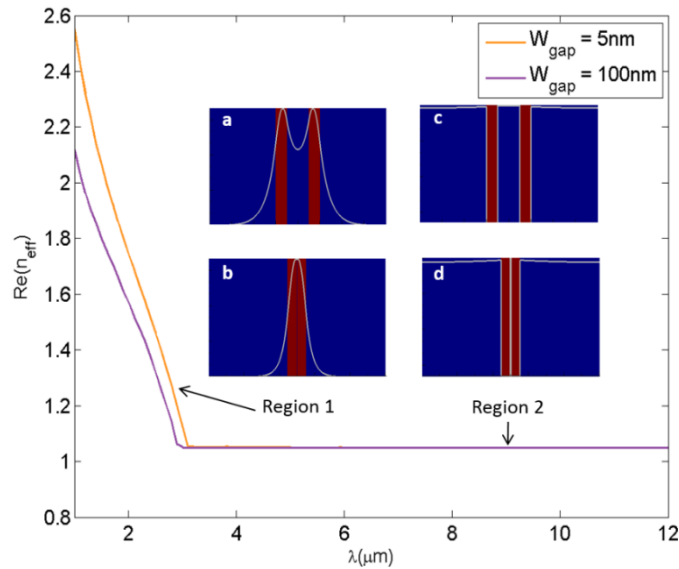 2.6
2.4
2.2
2
1.8
1.6
1.4
1.2
1
0.8
Re(n_eff)
W_gap = 5nm
W_gap = 100nm
a
c
b
d
Region 1
Region 2
2
4
6
8
10
12
λ(μm)